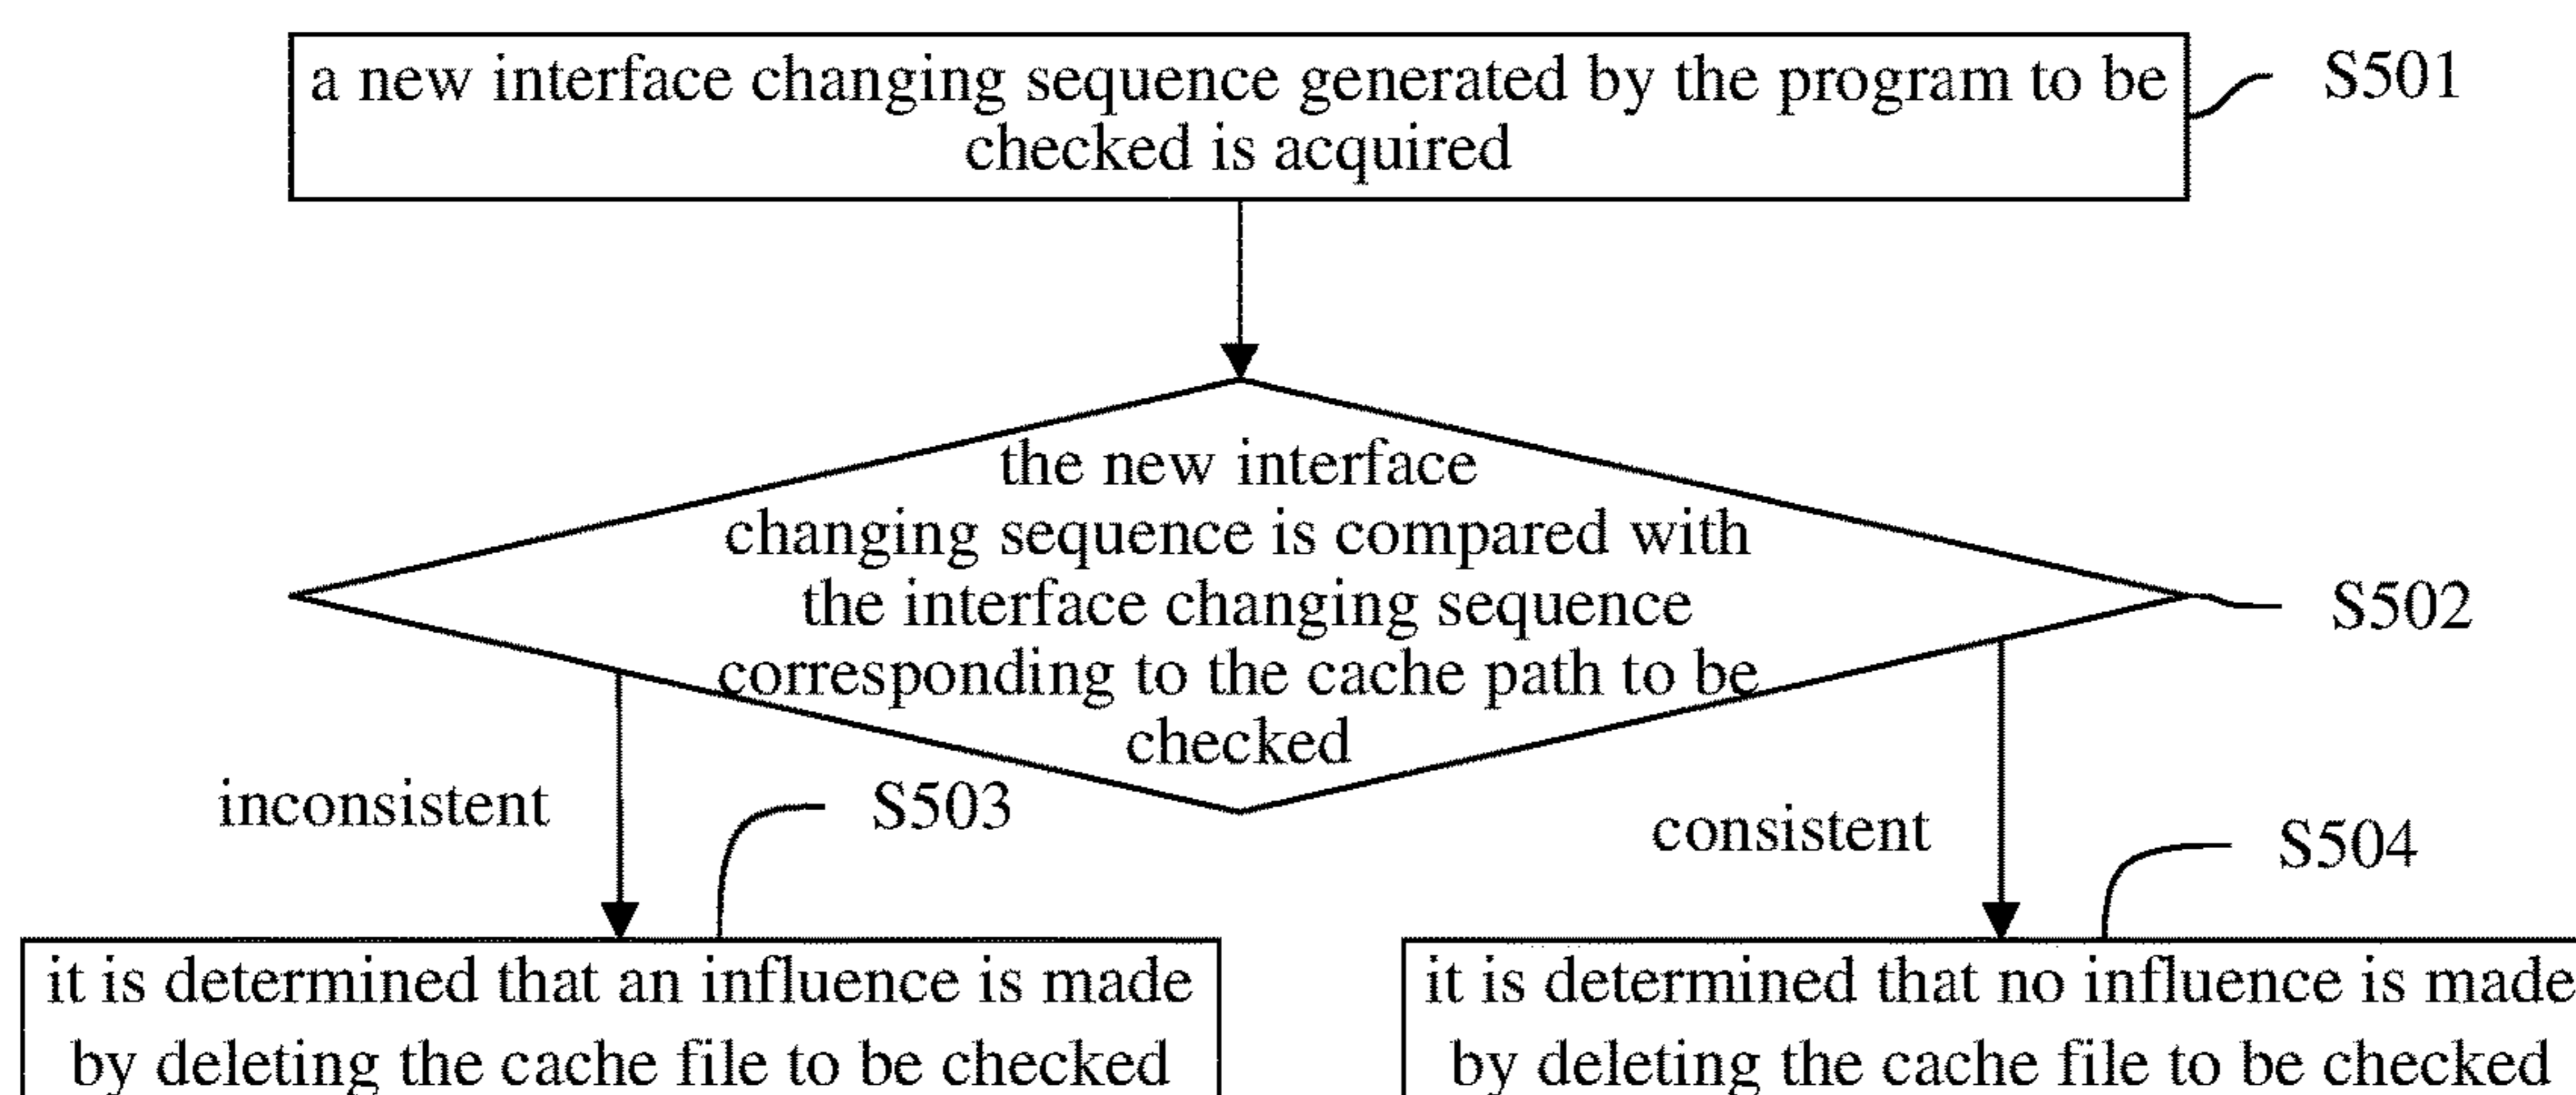 a new interface changing sequence generated by the program to be
checked is acquired
S501
the new interface
changing sequence is compared with
the interface changing sequence
corresponding to the cache path to be
checked
S502
inconsistent
S503
consistent
S504
it is determined that an influence is made
by deleting the cache file to be checked
it is determined that no influence is made
by deleting the cache file to be checked